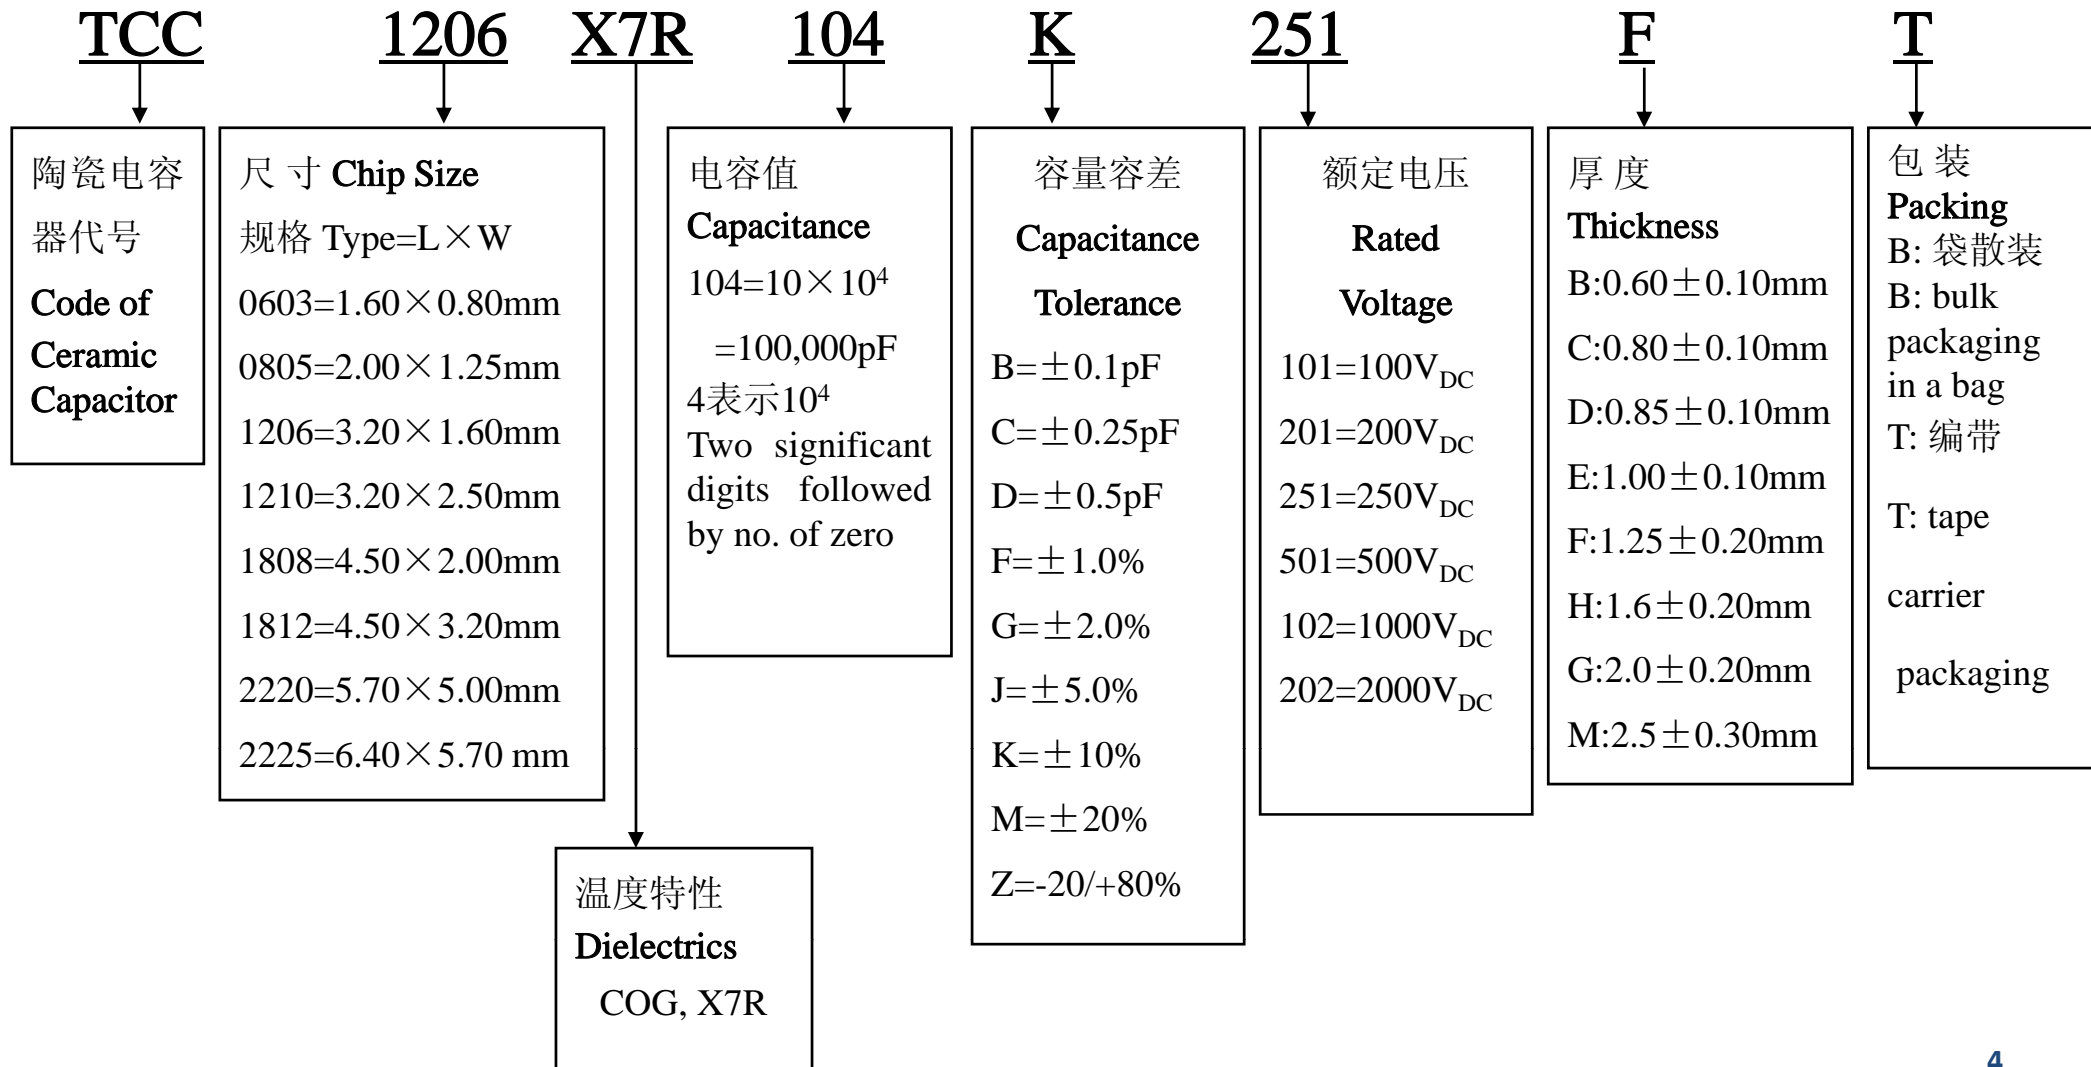 TCC 1206 X7R 104 K 251 F T
陶瓷电容
器代号
Code of
Ceramic
Capacitor
尺 寸 Chip Size
规格 Type=L×W
0603=1.60×0.80mm
0805=2.00×1.25mm
1206=3.20×1.60mm
1210=3.20×2.50mm
1808=4.50×2.00mm
1812=4.50×3.20mm
2220=5.70×5.00mm
2225=6.40×5.70 mm
温度特性
Dielectrics
COG, X7R
电容值
Capacitance
104=10×10⁴
=100,000pF
4表示10⁴
Two significant
digits followed
by no. of zero
容量容差
Capacitance
Tolerance
B=±0.1pF
C=±0.25pF
D=±0.5pF
F=±1.0%
G=±2.0%
J=±5.0%
K=±10%
M=±20%
Z=-20/+80%
额定电压
Rated
Voltage
101=100VDC
201=200VDC
251=250VDC
501=500VDC
102=1000VDC
202=2000VDC
厚 度
Thickness
B:0.60±0.10mm
C:0.80±0.10mm
D:0.85±0.10mm
E:1.00±0.10mm
F:1.25±0.20mm
H:1.6±0.20mm
G:2.0±0.20mm
M:2.5±0.30mm
包 装
Packing
B: 袋散装
B: bulk
packaging
in a bag
T: 编带
T: tape
carrier
packaging
4